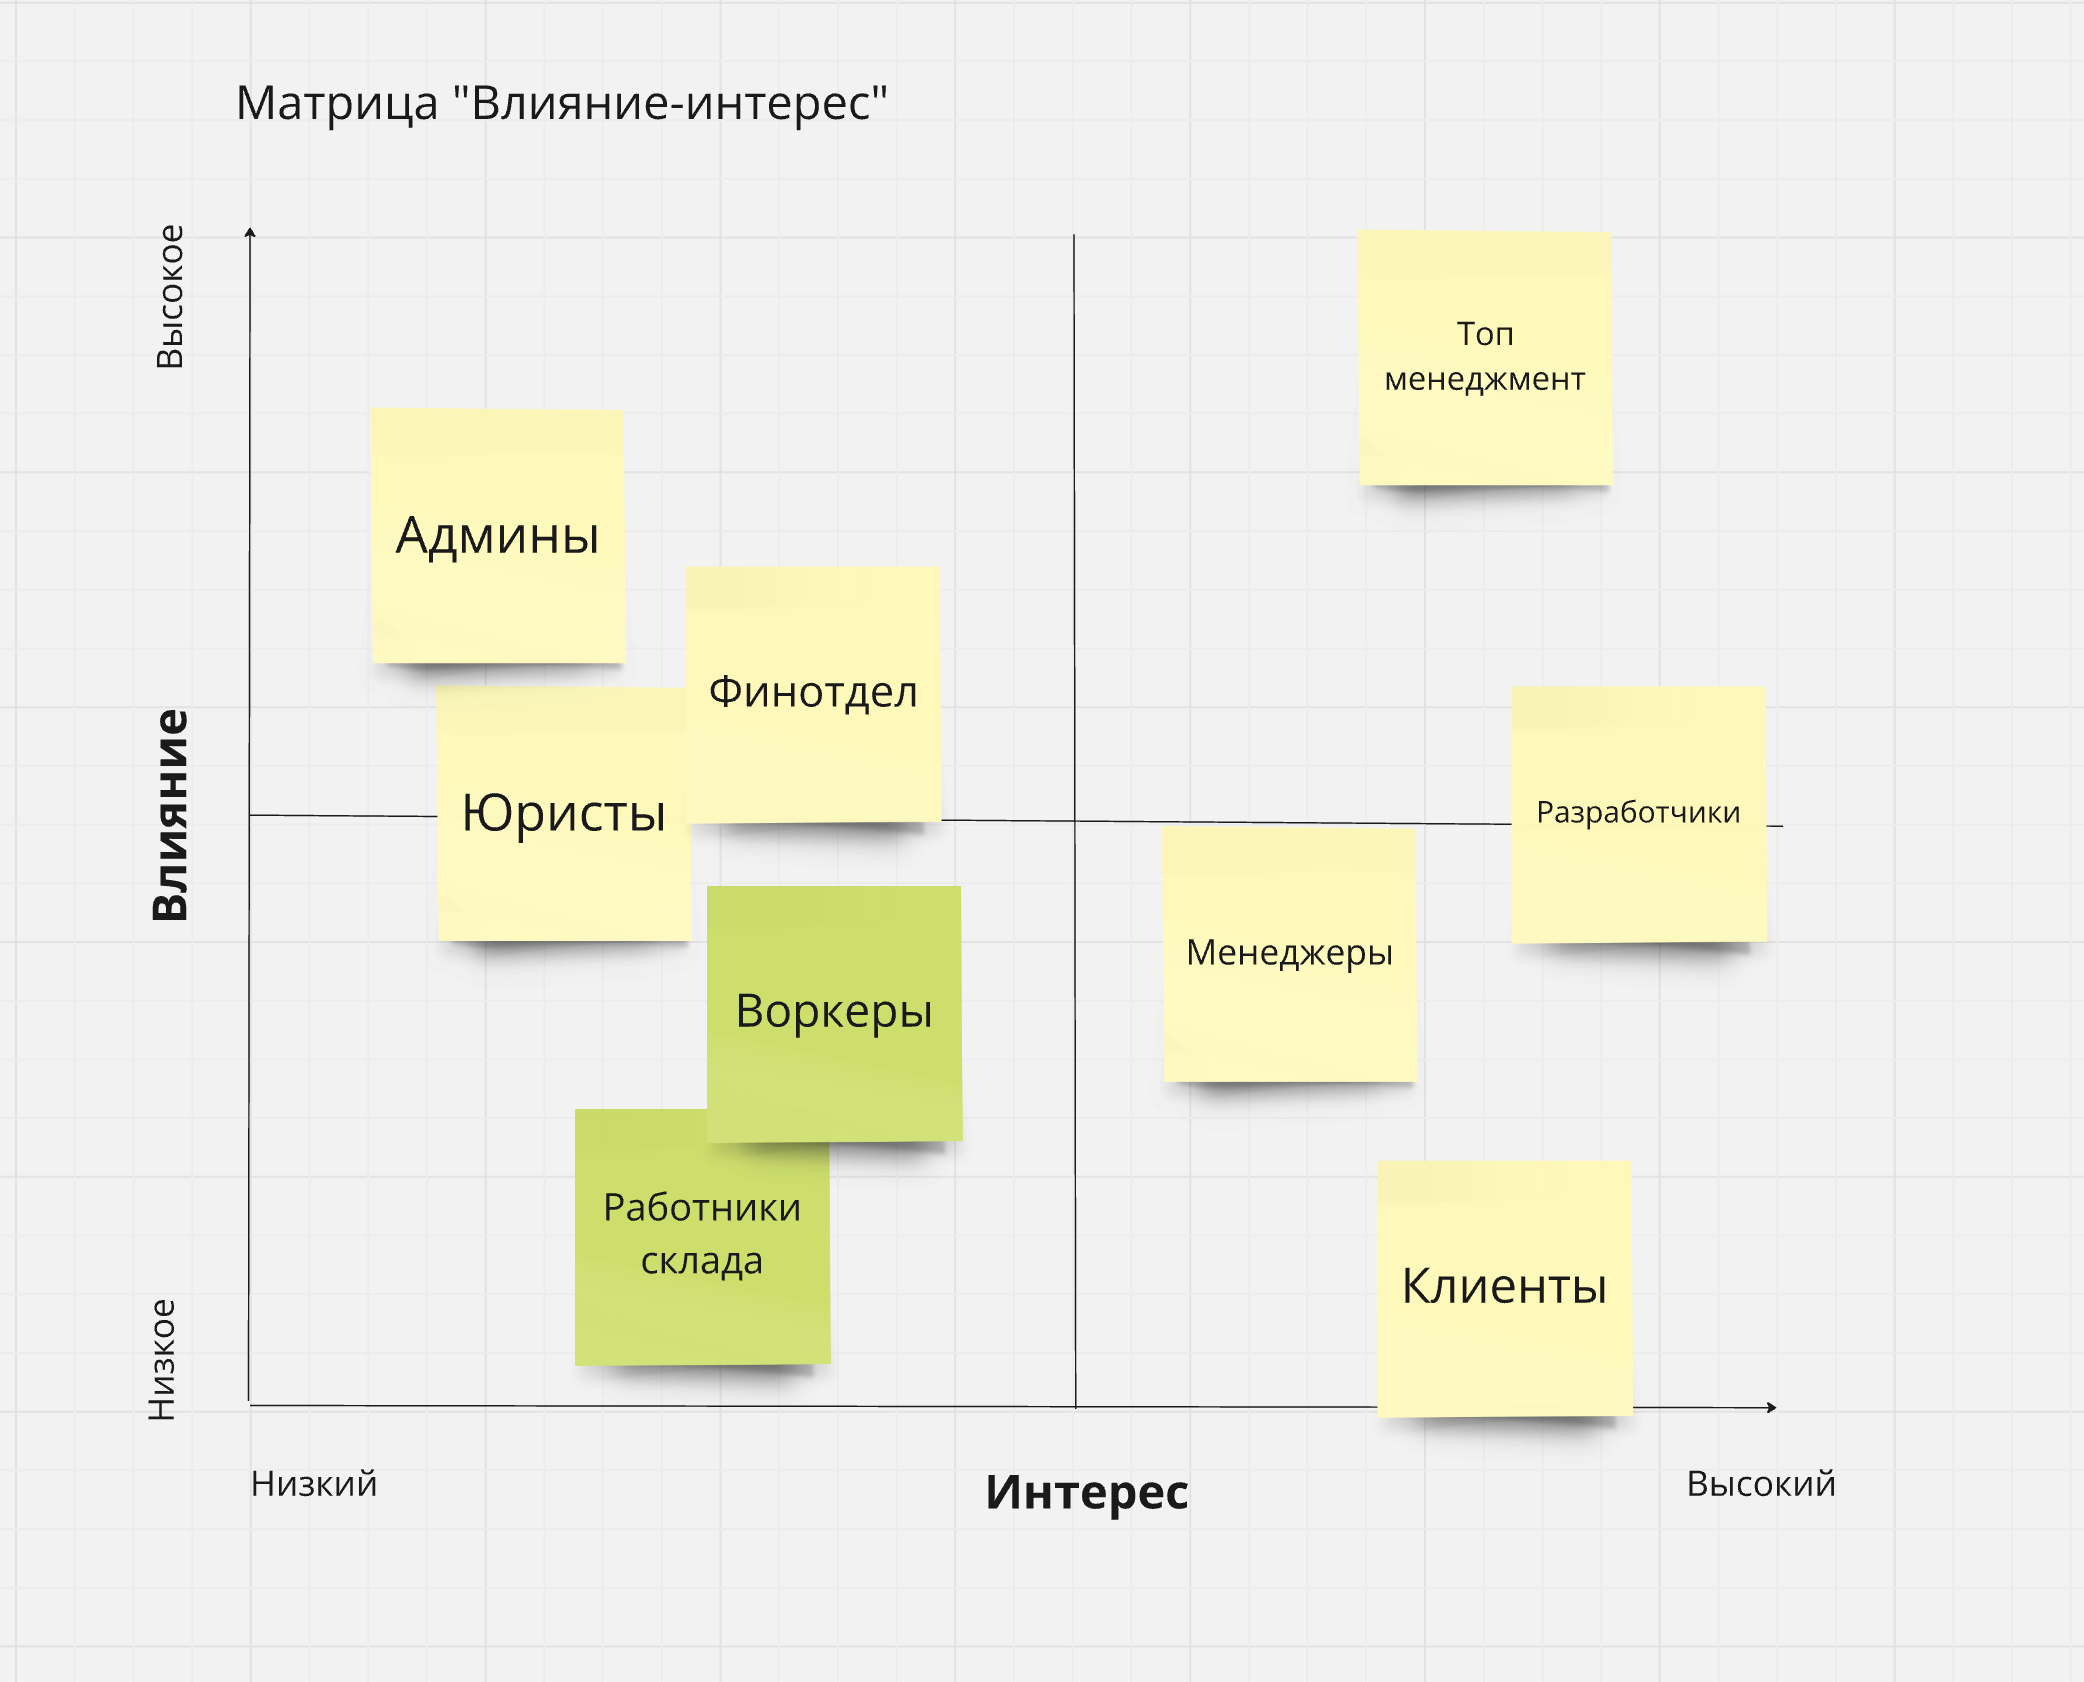 Матрица "Влияние-интерес"
Высокое
Топ
менеджмент
Админы
Финотдел
Влияние
Юристы
Разработчики
Менеджеры
Воркеры
Работники
склада
Клиенты
Низкое
Низкий
Интерес
Высокий